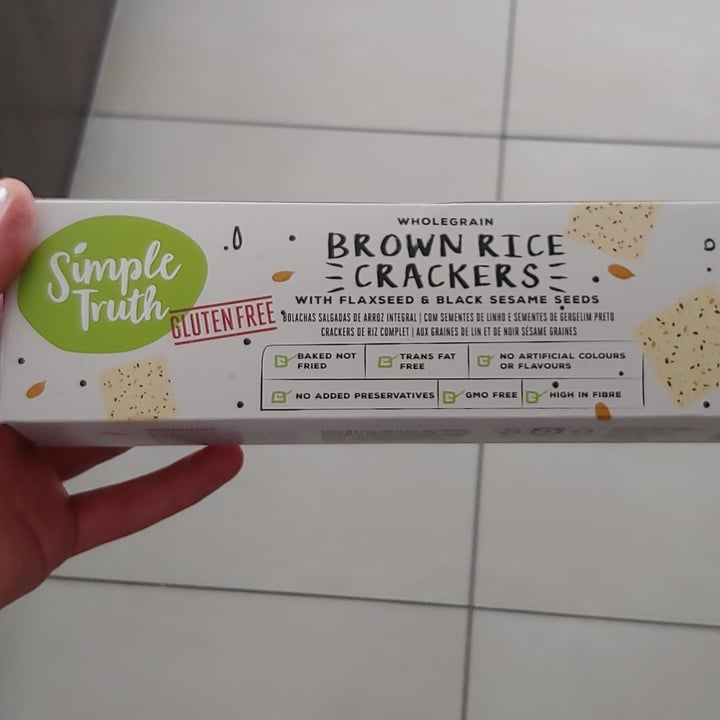 Simple
Truth
GLUTEN FREE
WHOLEGRAIN
BROWN RICE
CRACKERS
WITH FLAXSEED & BLACK SESAME SEEDS
BOLACHAS SALGADAS DE ARROZ INTEGRAL | COM SEMENTES DE LINHO E SEMENTES DE GERGELIM PRETO
CRACKERS DE RIZ COMPLET | AUX GRAINES DE LIN ET DE NOIR SÉSAME GRAINES
BAKED NOT
FRIED
TRANS FAT
FREE
NO ARTIFICIAL COLOURS
OR FLAVOURS
NO ADDED PRESERVATIVES
GMO FREE
HIGH IN FIBRE